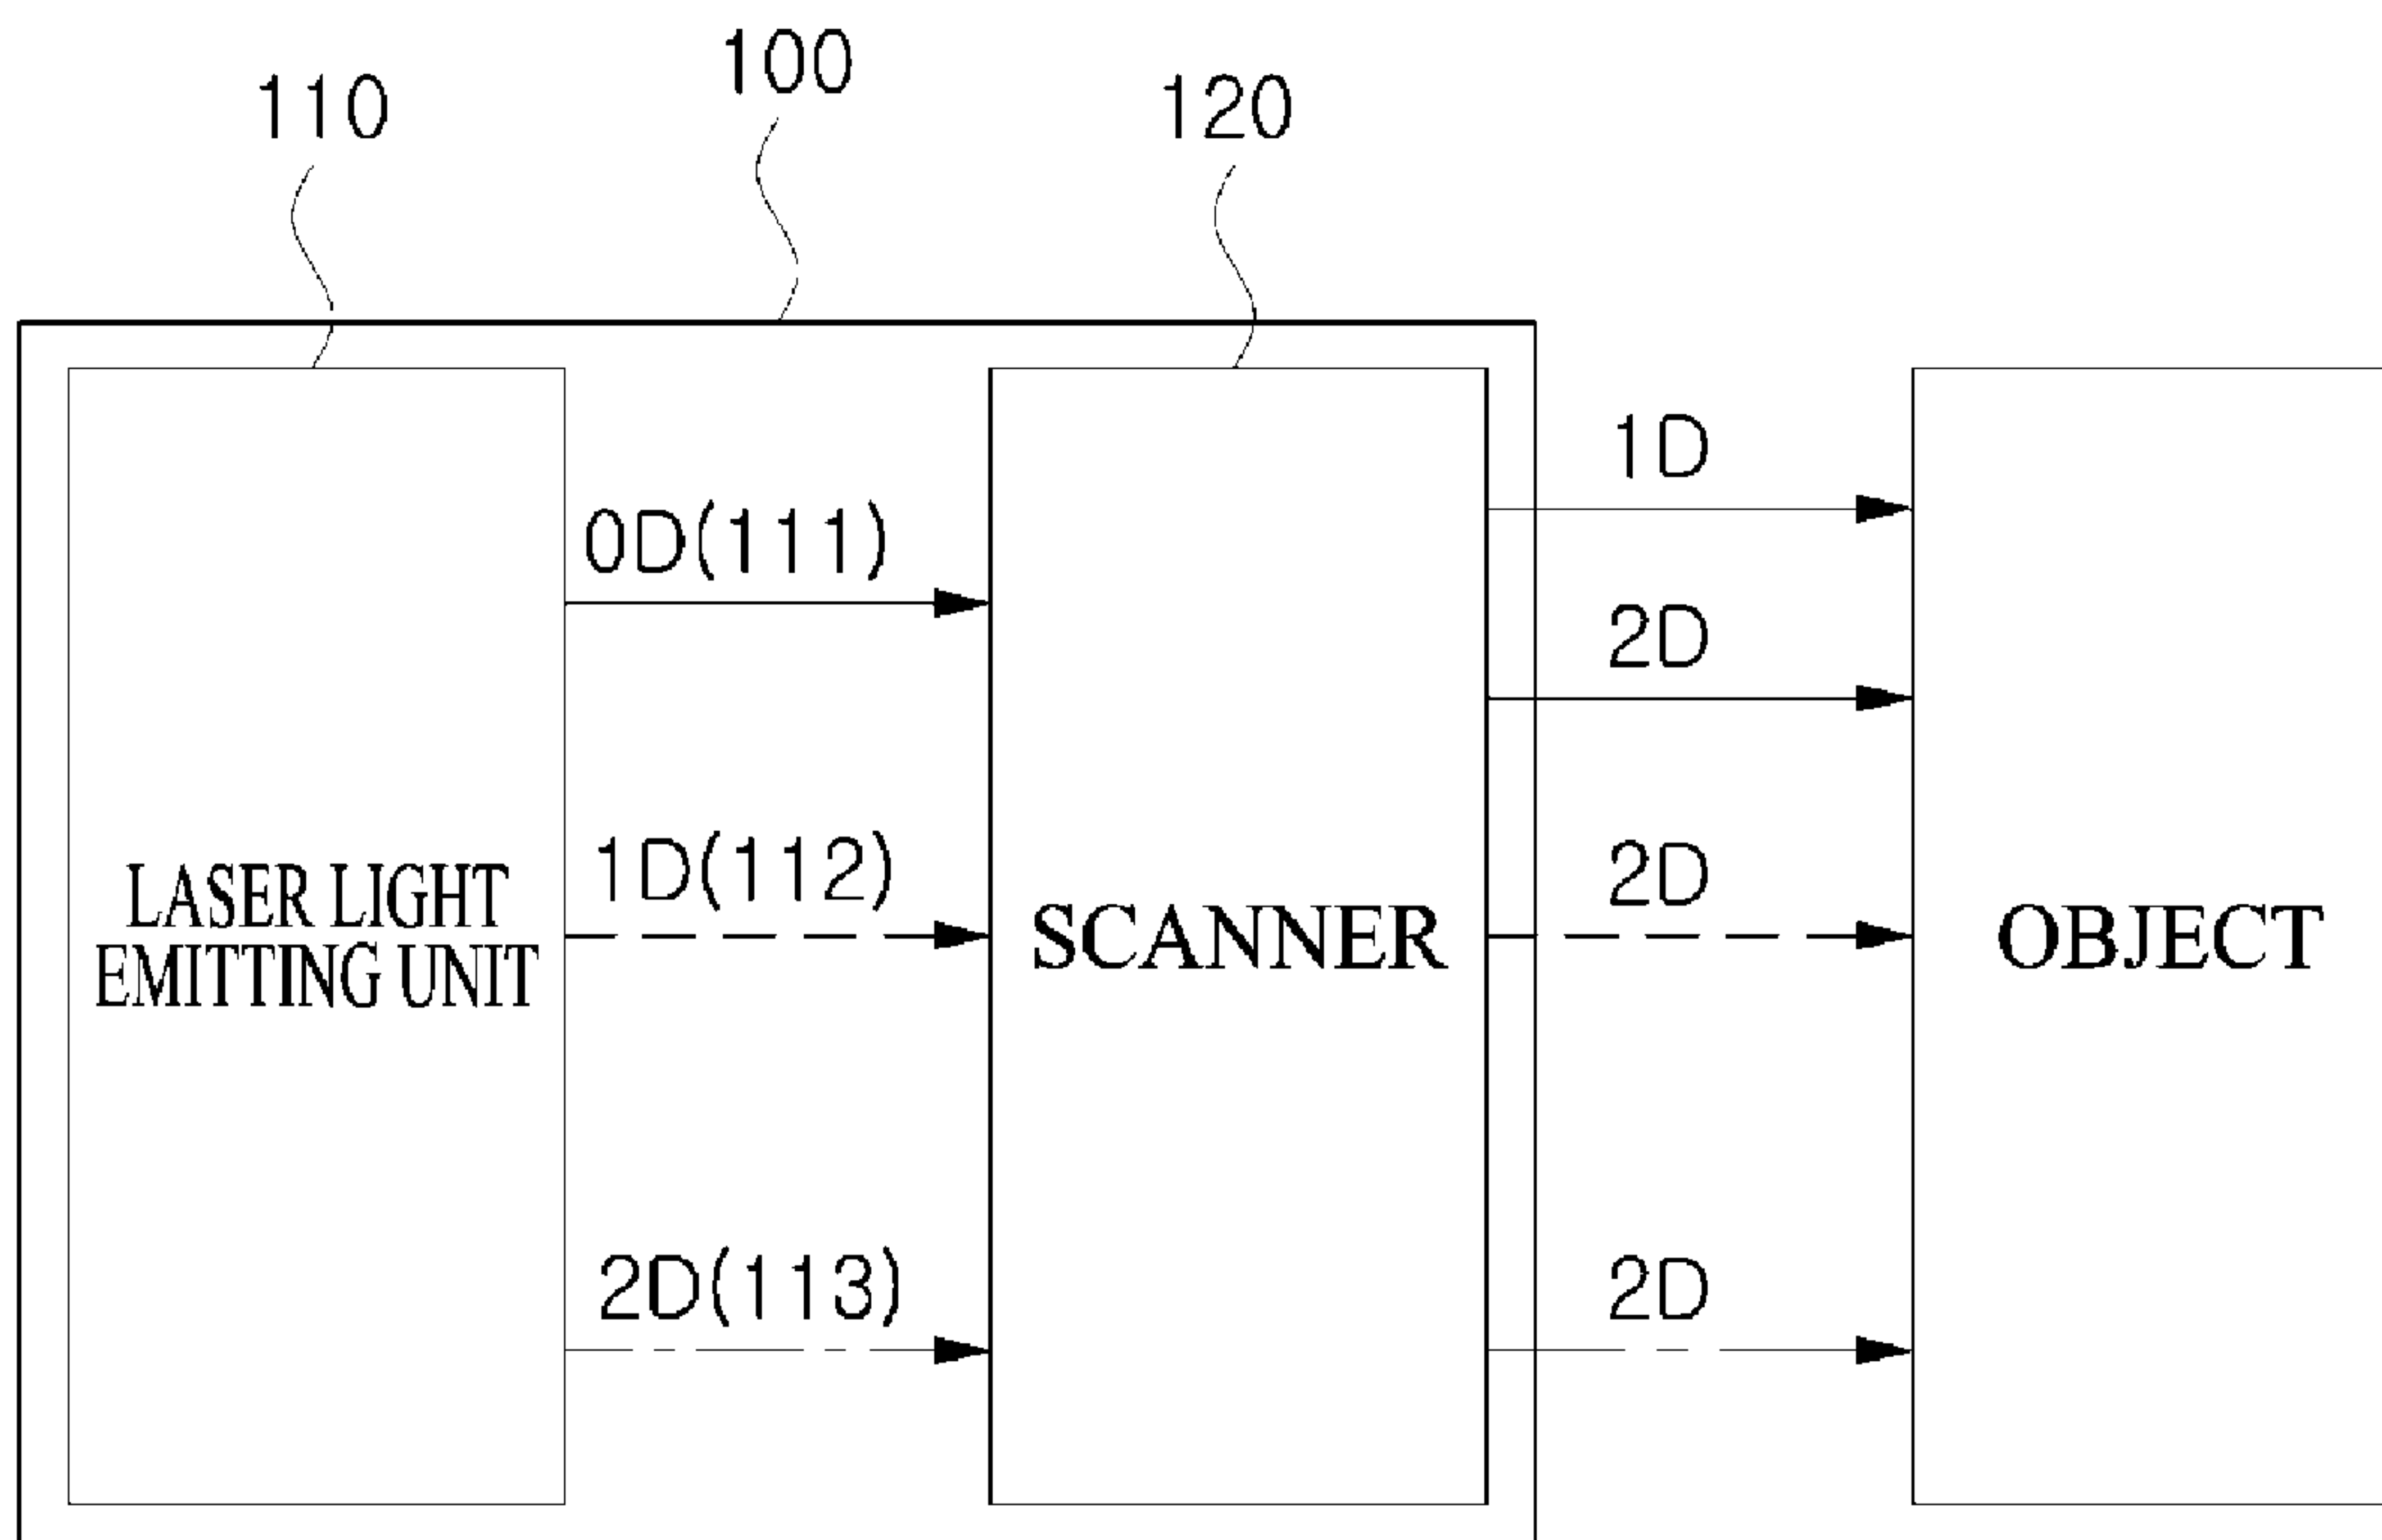 100
110
120
1D
0D(111)
2D
1D(112)
2D
LASER LIGHT
EMITTING UNIT
SCANNER
OBJECT
2D(113)
2D